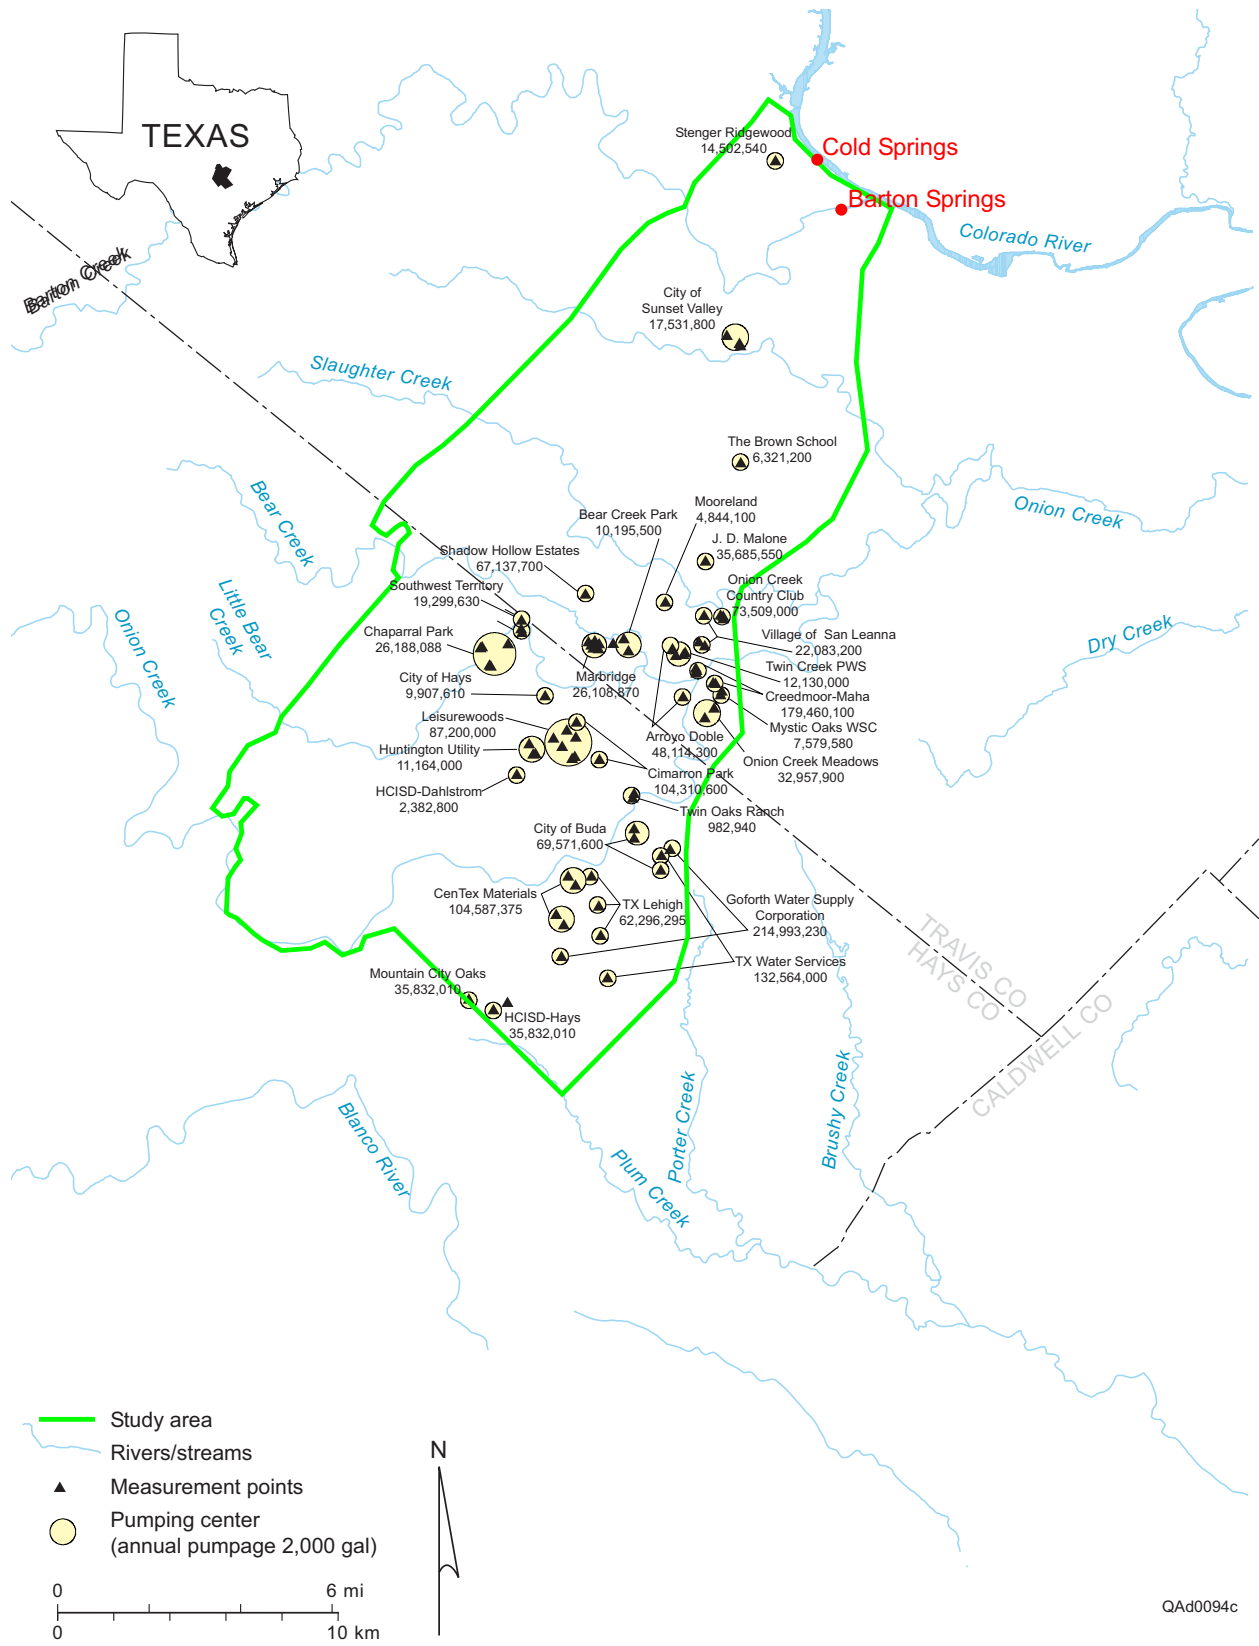 TEXAS
Stenger Ridgewood
14,502,540
Cold Springs
Barton Springs
Colorado River
Barton Creek
Barton Creek
City of
Sunset Valley
17,531,800
Slaughter Creek
The Brown School
6,321,200
Bear Creek
Mooreland
4,844,100
Onion Creek
Bear Creek Park
10,195,500
J. D. Malone
35,685,550
Shadow Hollow Estates
67,137,700
Onion Creek
Country Club
73,509,000
Southwest Territory
19,299,630
Little Bear
Creek
Onion Creek
Dry Creek
Chaparral Park
26,188,088
Village of San Leanna
22,083,200
Twin Creek PWS
12,130,000
Marbridge
26,108,870
City of Hays
9,907,610
Creedmoor-Maha
179,460,100
Leisurewoods
87,200,000
Mystic Oaks WSC
7,579,580
Arroyo Doble
48,114,300
Huntington Utility
11,164,000
Onion Creek Meadows
32,957,900
Cimarron Park
104,310,600
HCISD-Dahlstrom
2,382,800
Twin Oaks Ranch
982,940
City of Buda
69,571,600
CenTex Materials
104,587,375
TX Lehigh
62,296,295
Goforth Water Supply
Corporation
214,993,230
TX Water Services
132,564,000
TRAVIS CO
HAYS CO
CALDWELL CO
Mountain City Oaks
35,832,010
HCISD-Hays
35,832,010
Blanco River
Plum Creek
Porter Creek
Brushy Creek
Study area
Rivers/streams
Measurement points
Pumping center
(annual pumpage 2,000 gal)
N
0 6 mi
0 10 km
QAd0094c